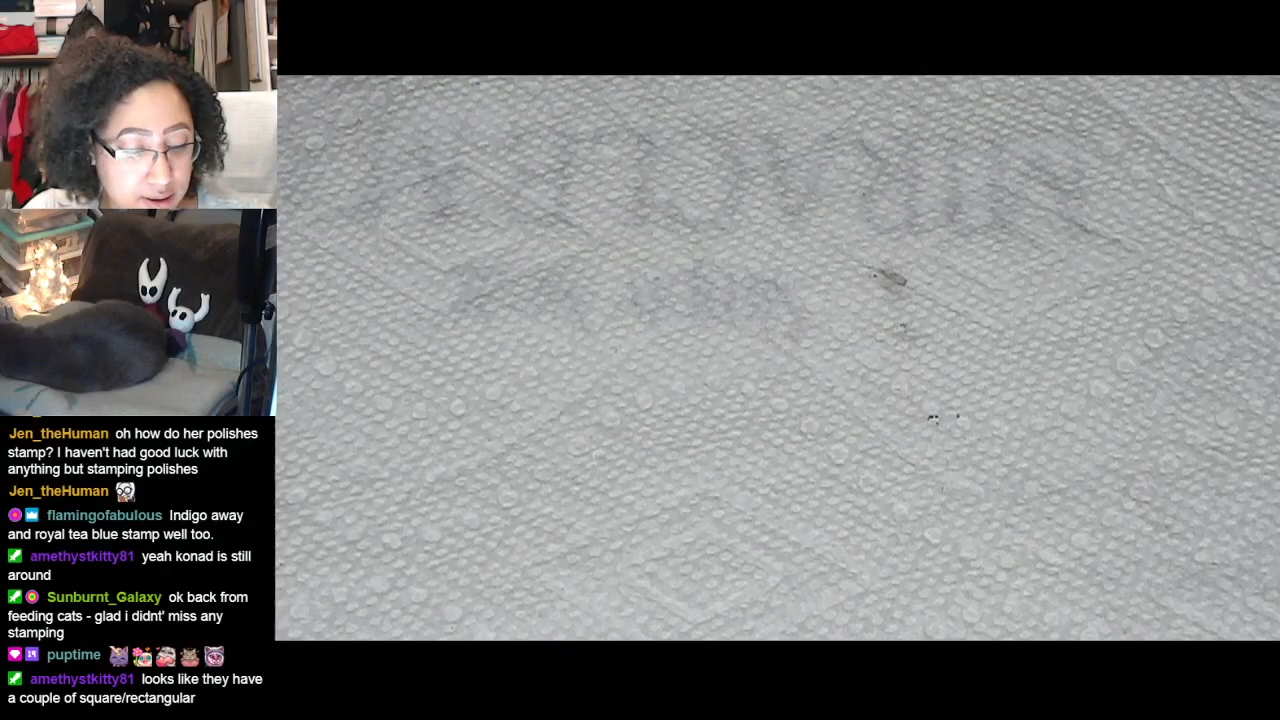 Jen_theHuman oh how do her polishes
stamp? I haven't had good luck with
anything but stamping polishes
Jen_theHuman
flamingofabulous Indigo away
and royal tea blue stamp well too.
amethystkitty81 yeah konad is still
around
Sunburnt_Galaxy ok back from
feeding cats - glad i didnt' miss any
stamping
puptime
amethystkitty81 looks like they have
a couple of square/rectangular